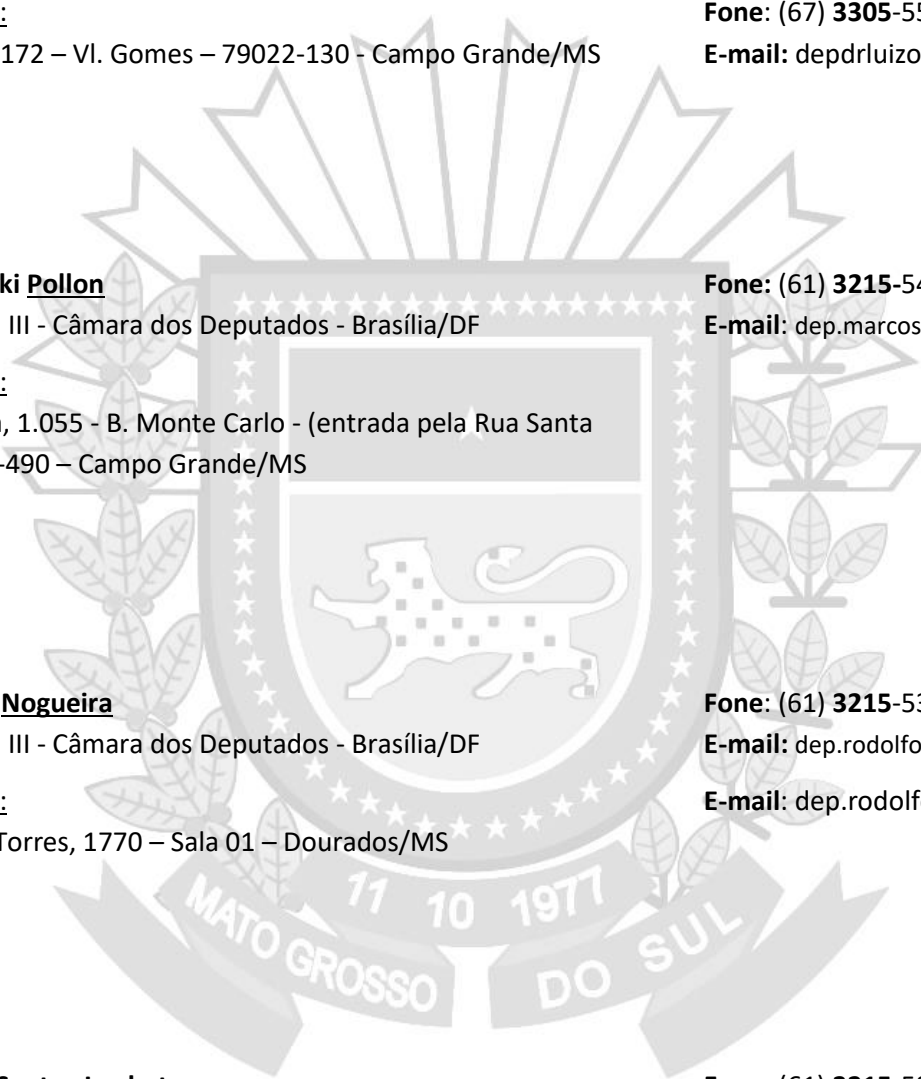 :
Fone: (67) 3305-55
172 – Vl. Gomes – 79022-130 - Campo Grande/MS
E-mail: depdrluizo
ki Pollon
Fone: (61) 3215-54
III - Câmara dos Deputados - Brasília/DF
E-mail: dep.marcos
:
, 1.055 - B. Monte Carlo - (entrada pela Rua Santa
-490 – Campo Grande/MS
Nogueira
Fone: (61) 3215-53
III - Câmara dos Deputados - Brasília/DF
E-mail: dep.rodolfo
:
E-mail: dep.rodolf
Torres, 1770 – Sala 01 – Dourados/MS
11 10 1977
MATO GROSSO DO SUL